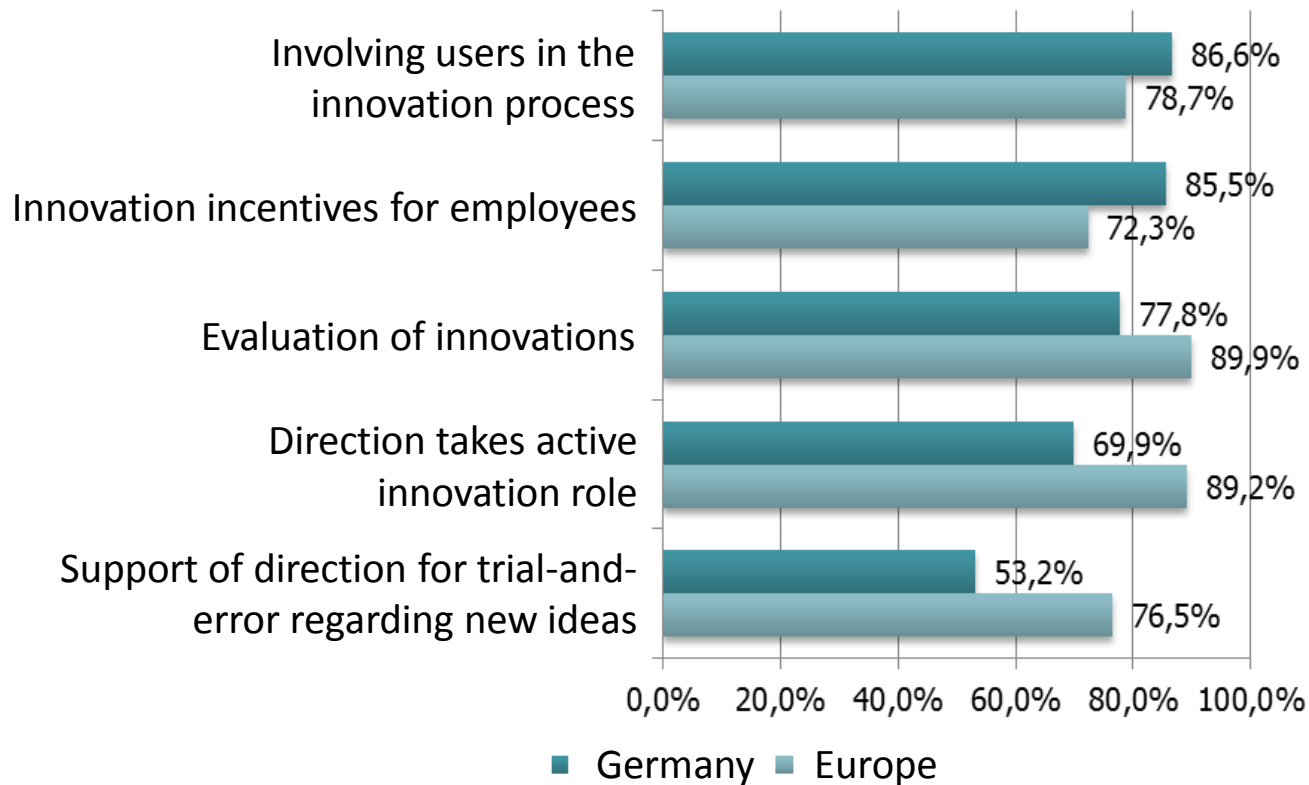 Involving users in the
innovation process
86,6%
78,7%
Innovation incentives for employees
85,5%
72,3%
Evaluation of innovations
77,8%
89,9%
Direction takes active
innovation role
69,9%
89,2%
Support of direction for trial-and-
error regarding new ideas
53,2%
76,5%
0,0% 20,0% 40,0% 60,0% 80,0% 100,0%
Germany Europe